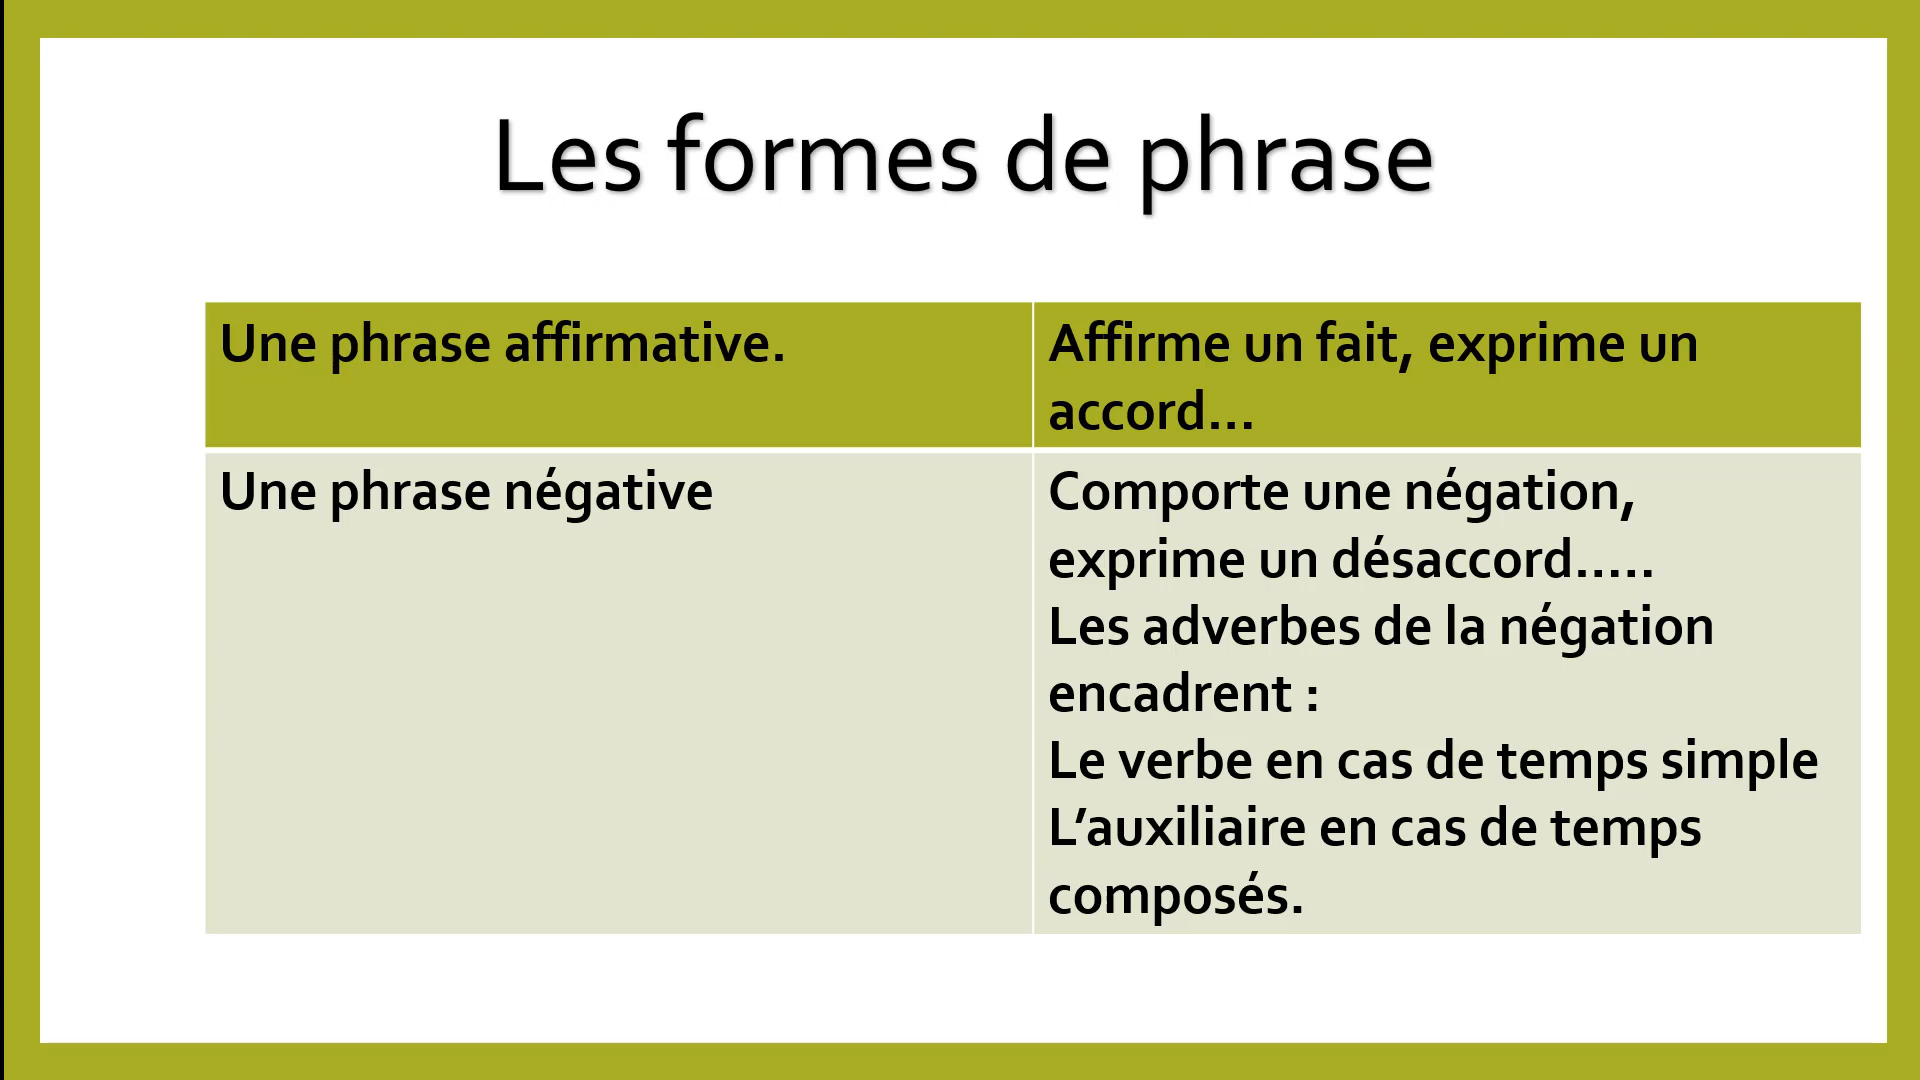 Les formes de phrase
Une phrase affirmative.
Affirme un fait, exprime un
accord...
Une phrase négative
Comporte une négation,
exprime un désaccord.....
Les adverbes de la négation
encadrent :
Le verbe en cas de temps simple
L’auxiliaire en cas de temps
composés.